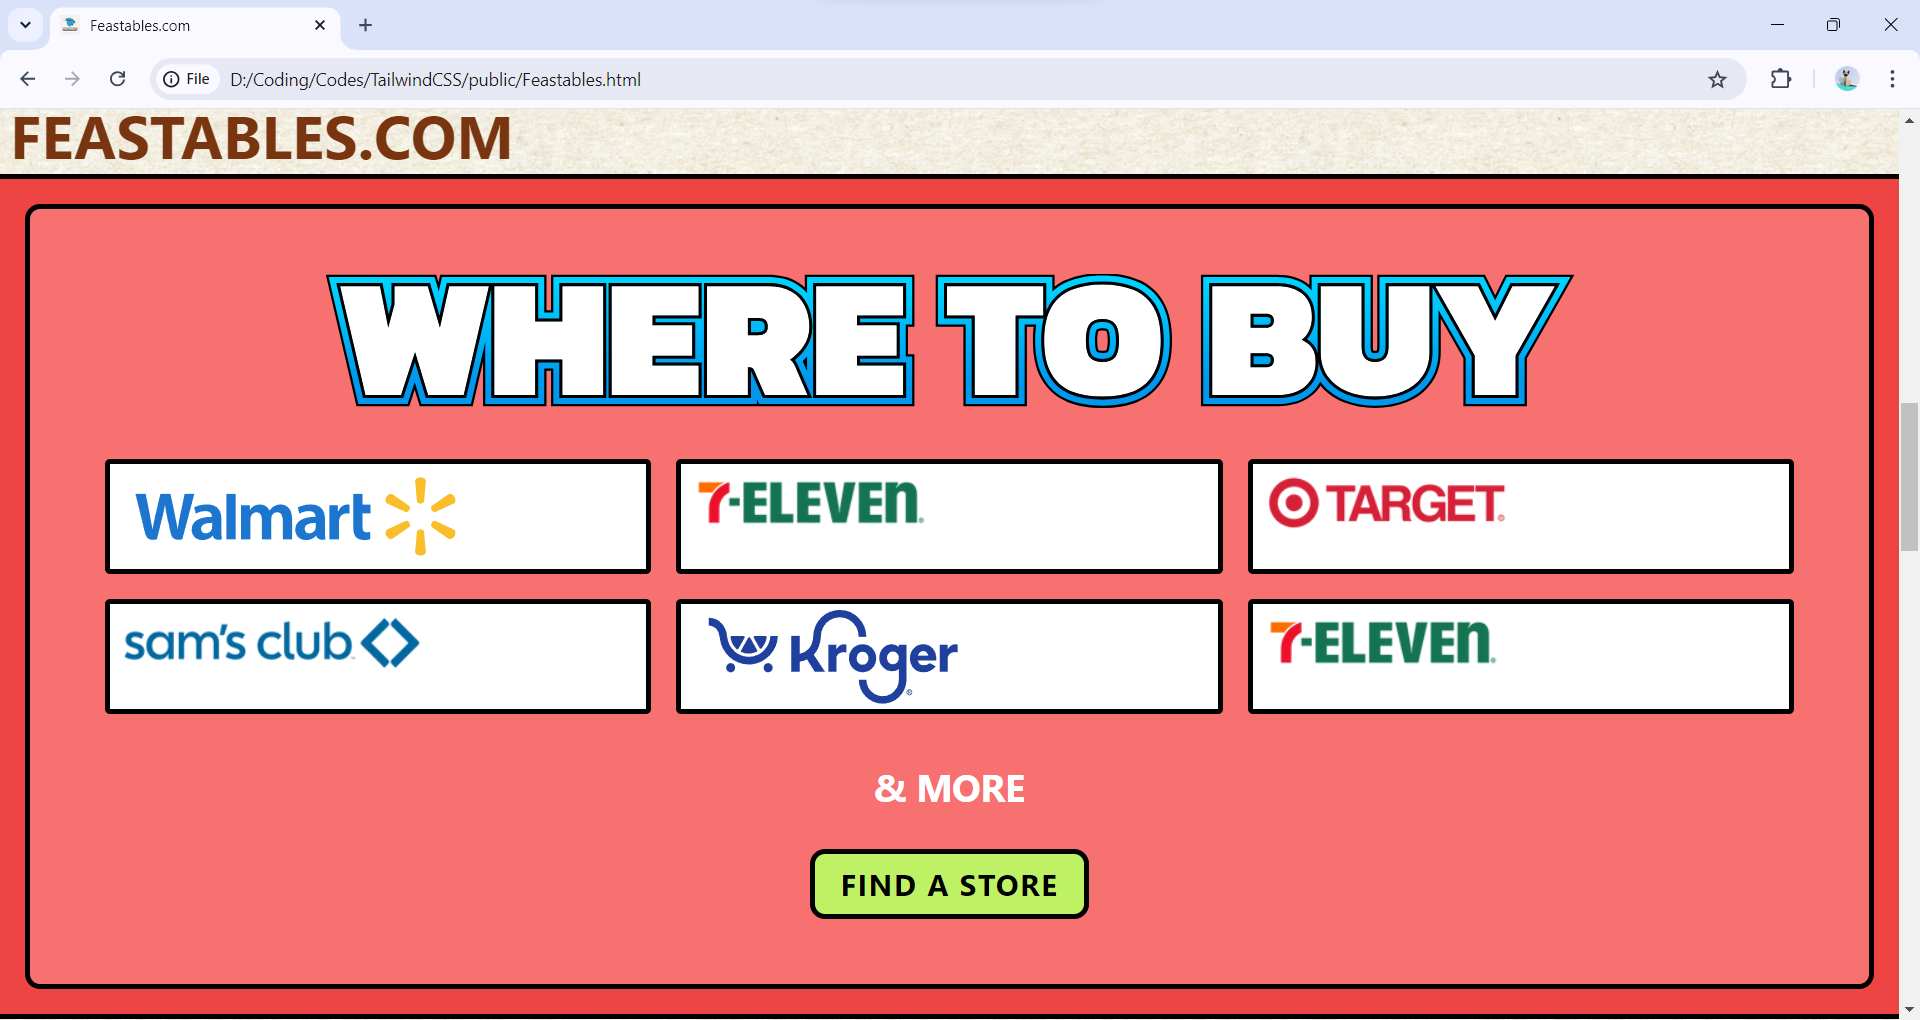 Feastables.com
File
D:/Coding/Codes/TailwindCSS/public/Feastables.html
FEASTABLES.COM
WHERE TO BUY
Walmart
7-ELEVEn®
TARGET®
sam's club
Kroger®
7-ELEVEn®
& MORE
FIND A STORE